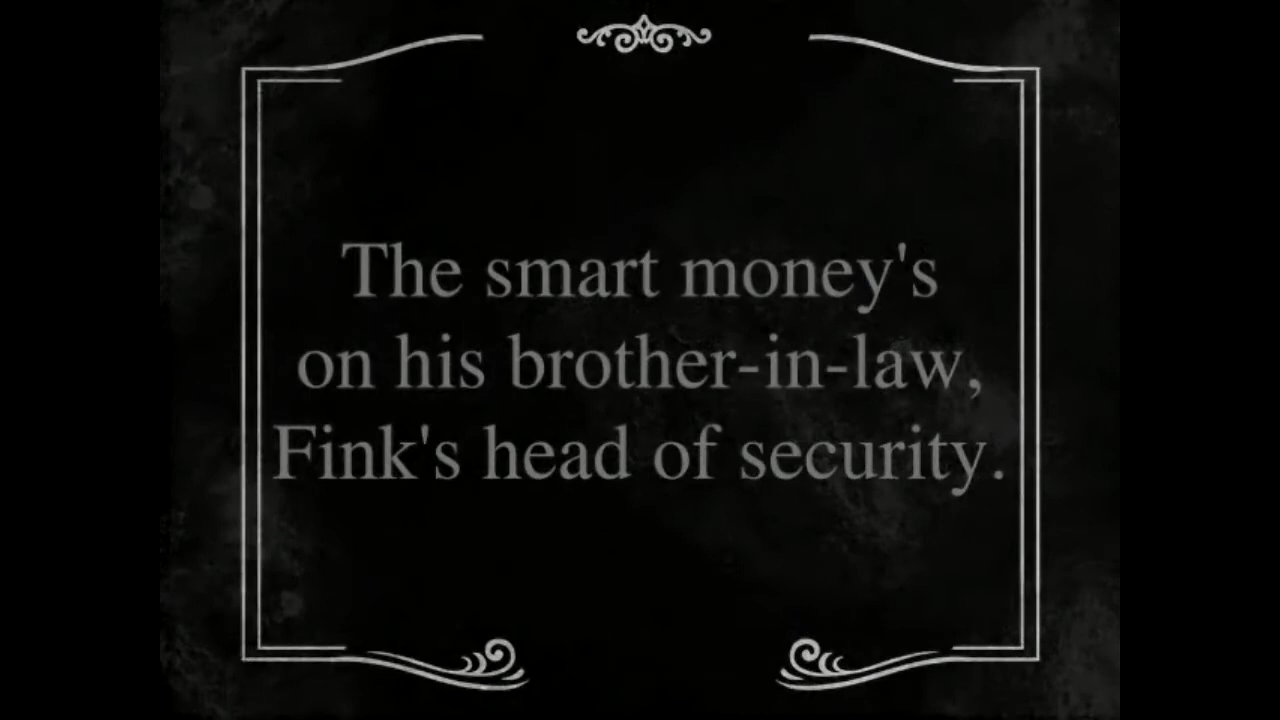 The smart money's
on his brother-in-law,
Fink's head of security.